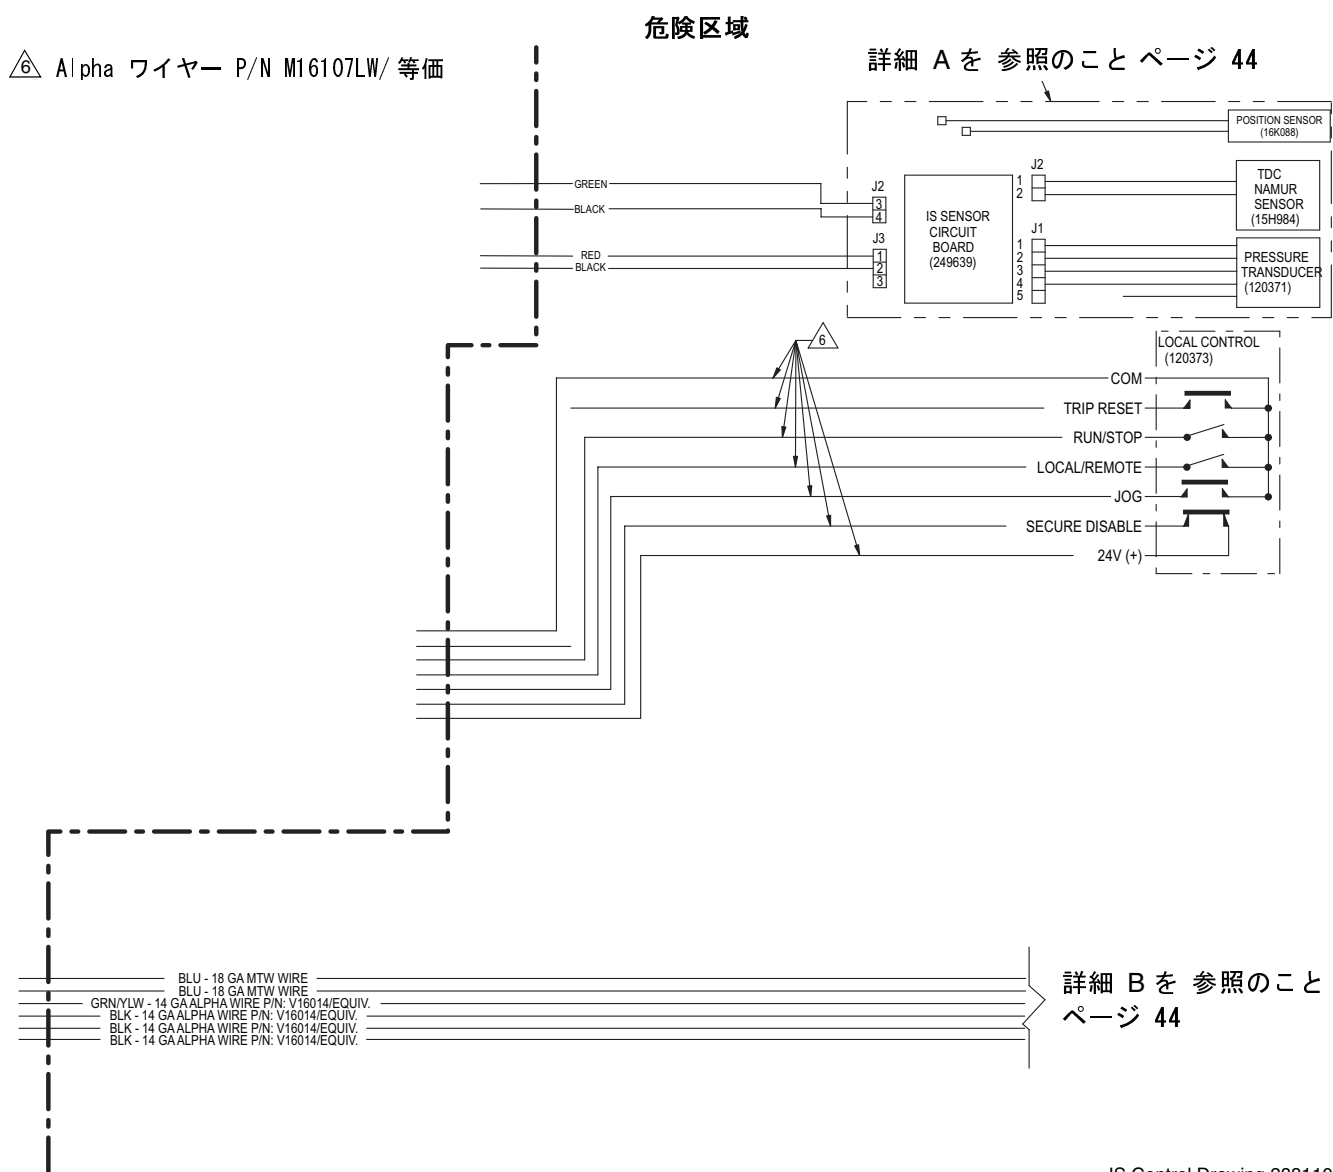 危険区域
6 Alpha ワイヤー P/N M16107LW/ 等価
詳細 A を 参照のこと ページ 44
POSITION SENSOR
(16K088)
J2
1
2
TDC
NAMUR
SENSOR
(15H984)
GREEN
BLACK
J2
3
4
IS SENSOR
CIRCUIT
BOARD
(249639)
RED
BLACK
J3
1
2
3
J1
1
2
3
4
5
PRESSURE
TRANSDUCER
(120371)
6
LOCAL CONTROL
(120373)
COM
TRIP RESET
RUN/STOP
LOCAL/REMOTE
JOG
SECURE DISABLE
24V (+)
BLU - 18 GA MTW WIRE
BLU - 18 GA MTW WIRE
GRN/YLW - 14 GA ALPHA WIRE P/N: V16014/EQUIV.
BLK - 14 GA ALPHA WIRE P/N: V16014/EQUIV.
BLK - 14 GA ALPHA WIRE P/N: V16014/EQUIV.
BLK - 14 GA ALPHA WIRE P/N: V16014/EQUIV.
詳細 B を 参照のこと
ページ 44